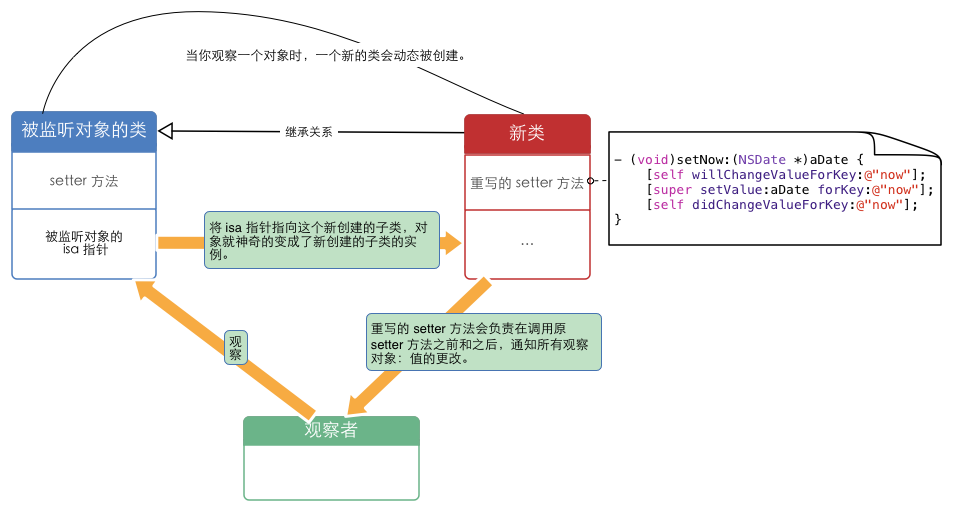 当你观察一个对象时，一个新的类会动态被创建。
被监听对象的类
继承关系
新类
setter 方法
重写的 setter 方法
- (void)setNow:(NSDate *)aDate {
[self willChangeValueForKey:@"now"];
[super setValue:aDate forKey:@"now"];
[self didChangeValueForKey:@"now"];
}
被监听对象的
isa 指针
将 isa 指针指向这个新创建的子类，对
象就神奇的变成了新创建的子类的实
例。
...
重写的 setter 方法会负责在调用原
setter 方法之前和之后，通知所有观察
对象：值的更改。
观
察
观察者